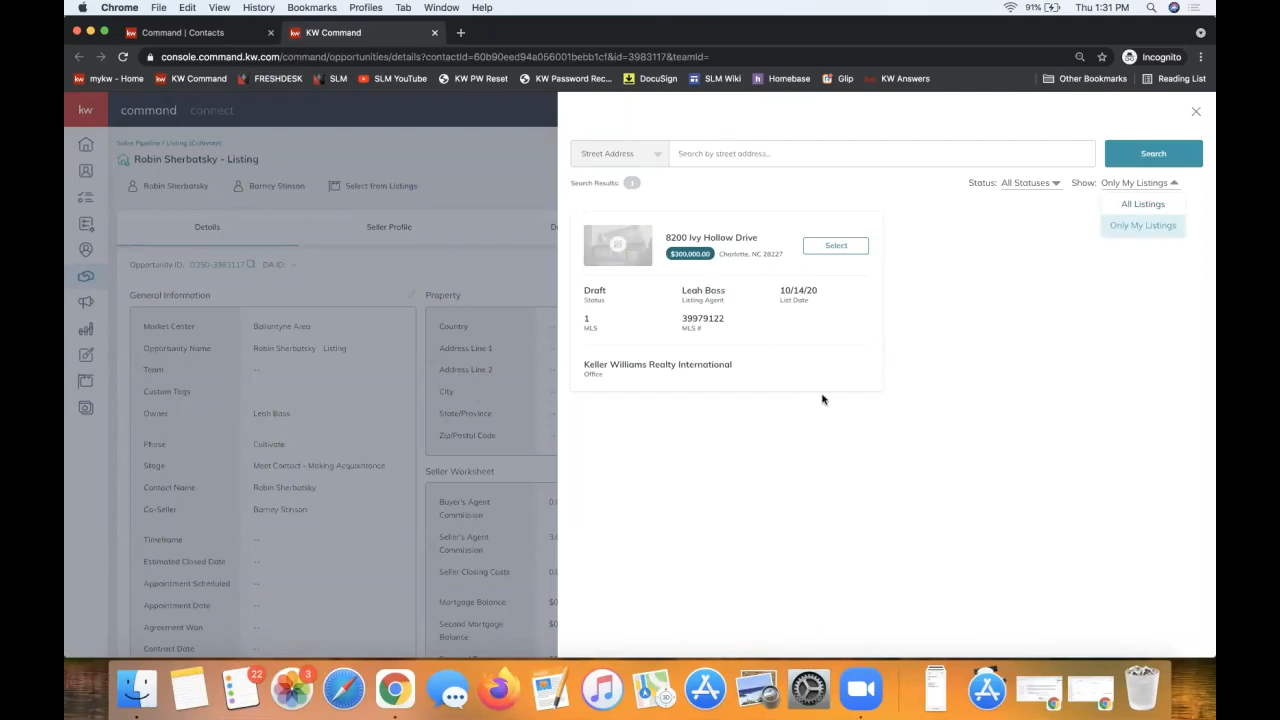 Chrome File Edit View History Bookmarks Profiles Tab Window Help 91% Thu 1:31 PM
Command | Contacts KW Command
console.command.kw.com/command/opportunities/details?contactId=60b90eed94a056001bebb1cf&id=3983117&teamId= Incognito
mykw - Home KW Command FRESHDESK SLM SLM YouTube KW PW Reset KW Password Rec... DocuSign SLM Wiki Homebase Glip KW Answers Other Bookmarks Reading List
kw command connect
Sales Pipeline / Listing (Cultivate)
Robin Sherbatsky - Listing
Robin Sherbatsky Barney Stinson Select from Listings
Details Seller Profile
Opportunity ID: 0350-3983117 DA ID: --
General Information
Market Center Ballantyne Area
Opportunity Name Robin Sherbatsky Listing
Team --
Custom Tags
Owner Leah Bass
Phase Cultivate
Stage Meet Contact - Making Acquaintance
Contact Name Robin Sherbatsky
Co-Seller Barney Stinson
Timeframe --
Estimated Closed Date --
Appointment Scheduled --
Appointment Date --
Agreement Won --
Contract Date
Property
Country --
Address Line 1 --
Address Line 2 --
City --
State/Province --
Zip/Postal Code --
Seller Worksheet
Buyer's Agent
Commission
Seller's Agent
Commission
Seller Closing Costs
Mortgage Balance
Second Mortgage
Balance
Street Address Search by street address... Search
Search Results: 1 Status: All Statuses Show: Only My Listings
All Listings
Only My Listings
8200 Ivy Hollow Drive
$300,000.00 Charlotte, NC 28227
Select
Draft Leah Bass 10/14/20
Status Listing Agent List Date
1 39979122
MLS MLS #
Keller Williams Realty International
Office
22 3